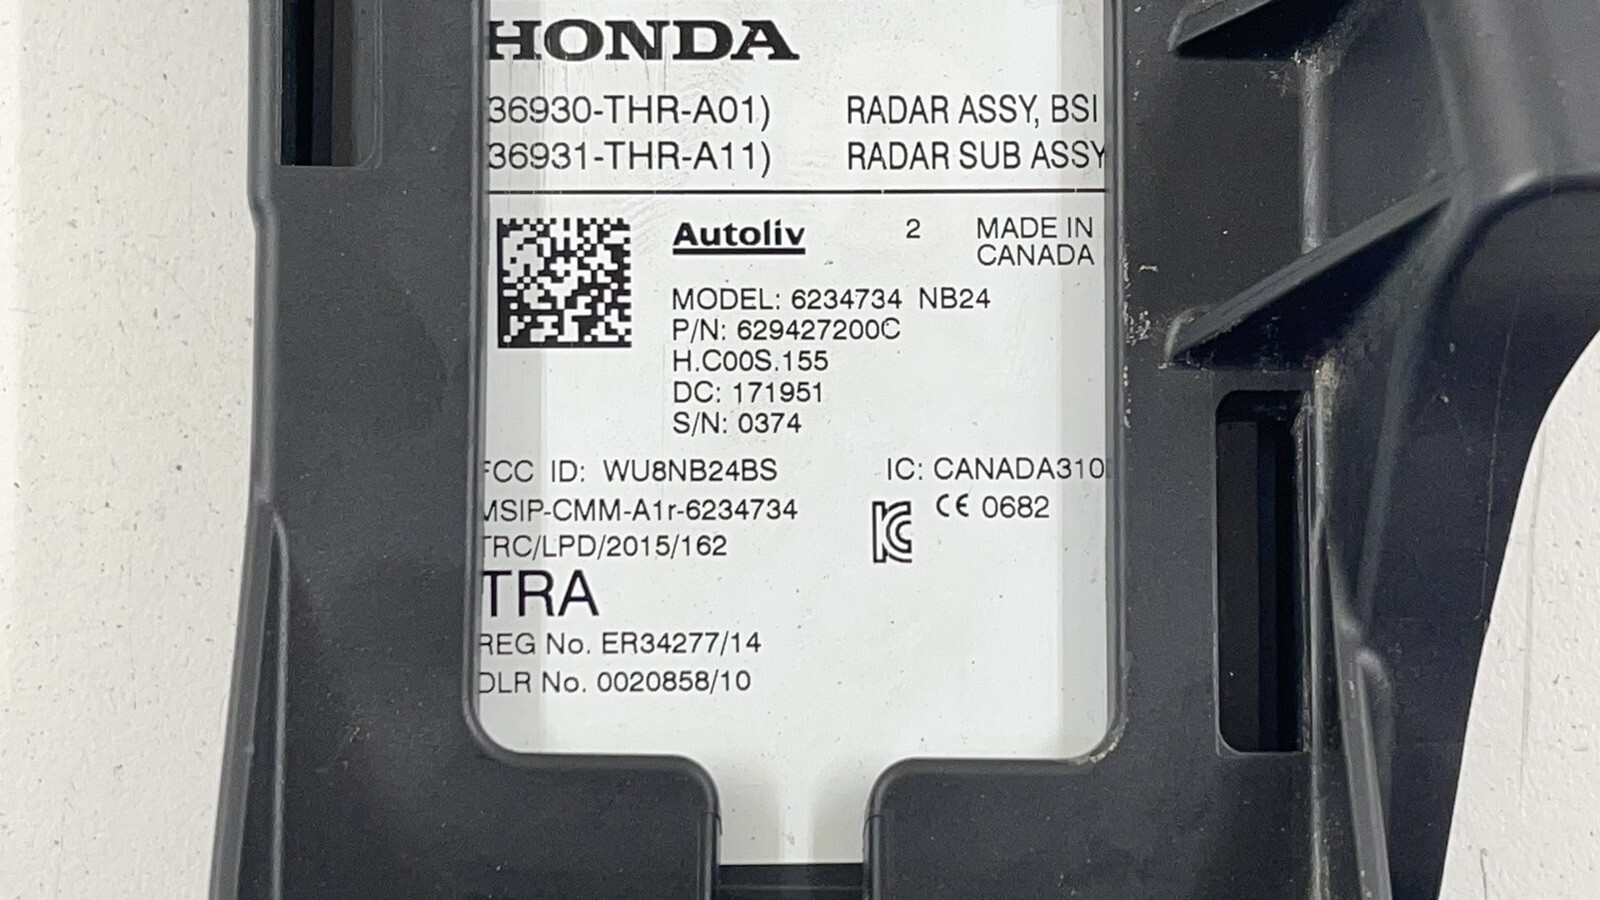 HONDA
36930-THR-A01) RADAR ASSY, BSI
36931-THR-A11) RADAR SUB ASSY
Autoliv 2 MADE IN
CANADA
MODEL: 6234734 NB24
P/N: 629427200C
H.C00S.155
DC: 171951
S/N: 0374
FCC ID: WU8NB24BS IC: CANADA310
MSIP-CMM-A1r-6234734 CE 0682
TRC/LPD/2015/162
TRA
REG No. ER34277/14
DLR No. 0020858/10